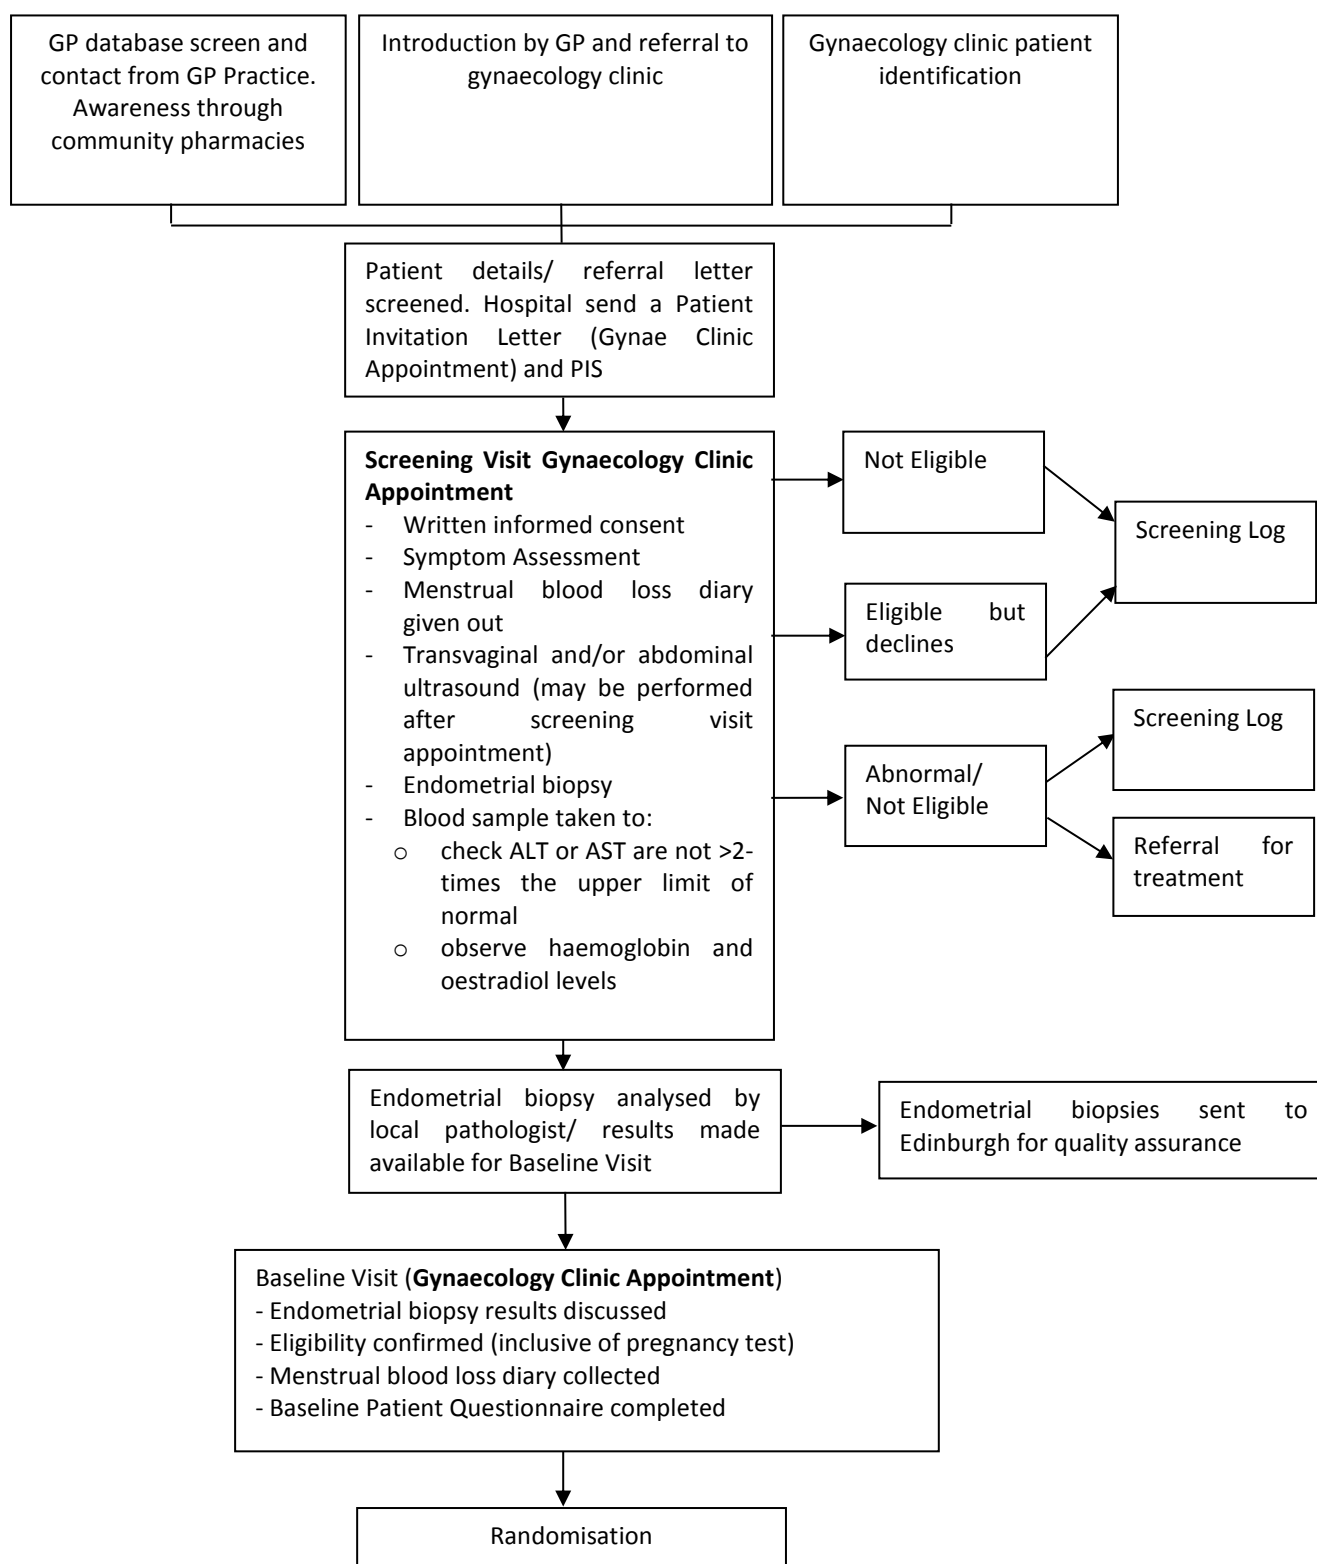 GP database screen and
contact from GP Practice.
Awareness through
community pharmacies
Introduction by GP and referral to
gynaecology clinic
Gynaecology clinic patient
identification
Patient details/ referral letter
screened. Hospital send a Patient
Invitation Letter (Gynae Clinic
Appointment) and PIS
Screening Visit Gynaecology Clinic
Appointment
- Written informed consent
- Symptom Assessment
- Menstrual blood loss diary
given out
- Transvaginal and/or abdominal
ultrasound (may be performed
after screening visit
appointment)
- Endometrial biopsy
- Blood sample taken to:
o check ALT or AST are not >2-
times the upper limit of
normal
o observe haemoglobin and
oestradiol levels
Not Eligible
Screening Log
Eligible but
declines
Screening Log
Abnormal/
Not Eligible
Referral for
treatment
Endometrial biopsy analysed by
local pathologist/ results made
available for Baseline Visit
Endometrial biopsies sent to
Edinburgh for quality assurance
Baseline Visit (Gynaecology Clinic Appointment)
- Endometrial biopsy results discussed
- Eligibility confirmed (inclusive of pregnancy test)
- Menstrual blood loss diary collected
- Baseline Patient Questionnaire completed
Randomisation